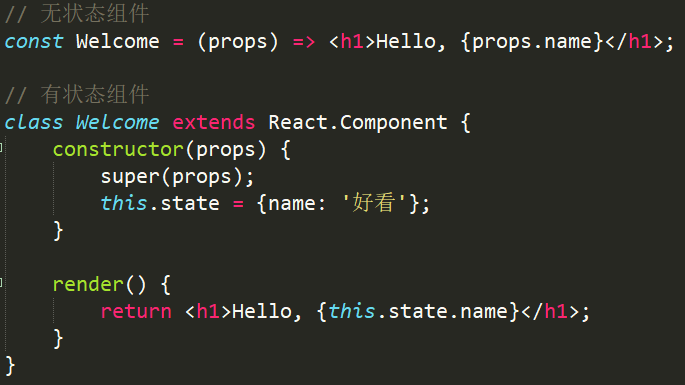 // 无状态组件
const Welcome = (props) => <h1>Hello, {props.name}</h1>;
// 有状态组件
class Welcome extends React.Component {
constructor(props) {
super(props);
this.state = {name: '好看'};
}
render() {
return <h1>Hello, {this.state.name}</h1>;
}
}